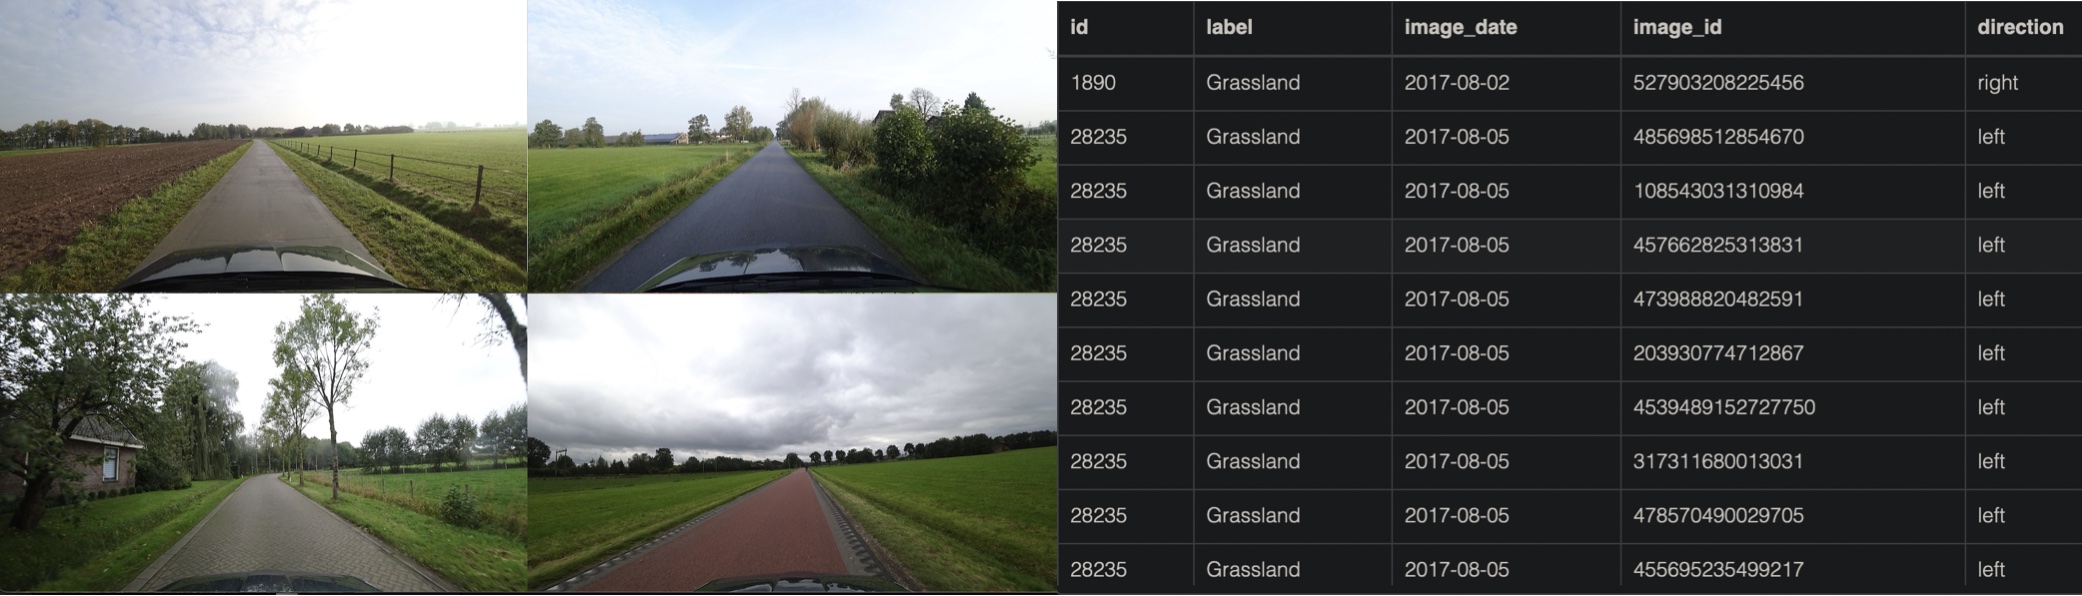 id label image_date image_id direction
1890 Grassland 2017-08-02 527903208225456 right
28235 Grassland 2017-08-05 485698512854670 left
28235 Grassland 2017-08-05 108543031310984 left
28235 Grassland 2017-08-05 457662825313831 left
28235 Grassland 2017-08-05 473988820482591 left
28235 Grassland 2017-08-05 203930774712867 left
28235 Grassland 2017-08-05 4539489152727750 left
28235 Grassland 2017-08-05 317311680013031 left
28235 Grassland 2017-08-05 478570490029705 left
28235 Grassland 2017-08-05 455695235499217 left